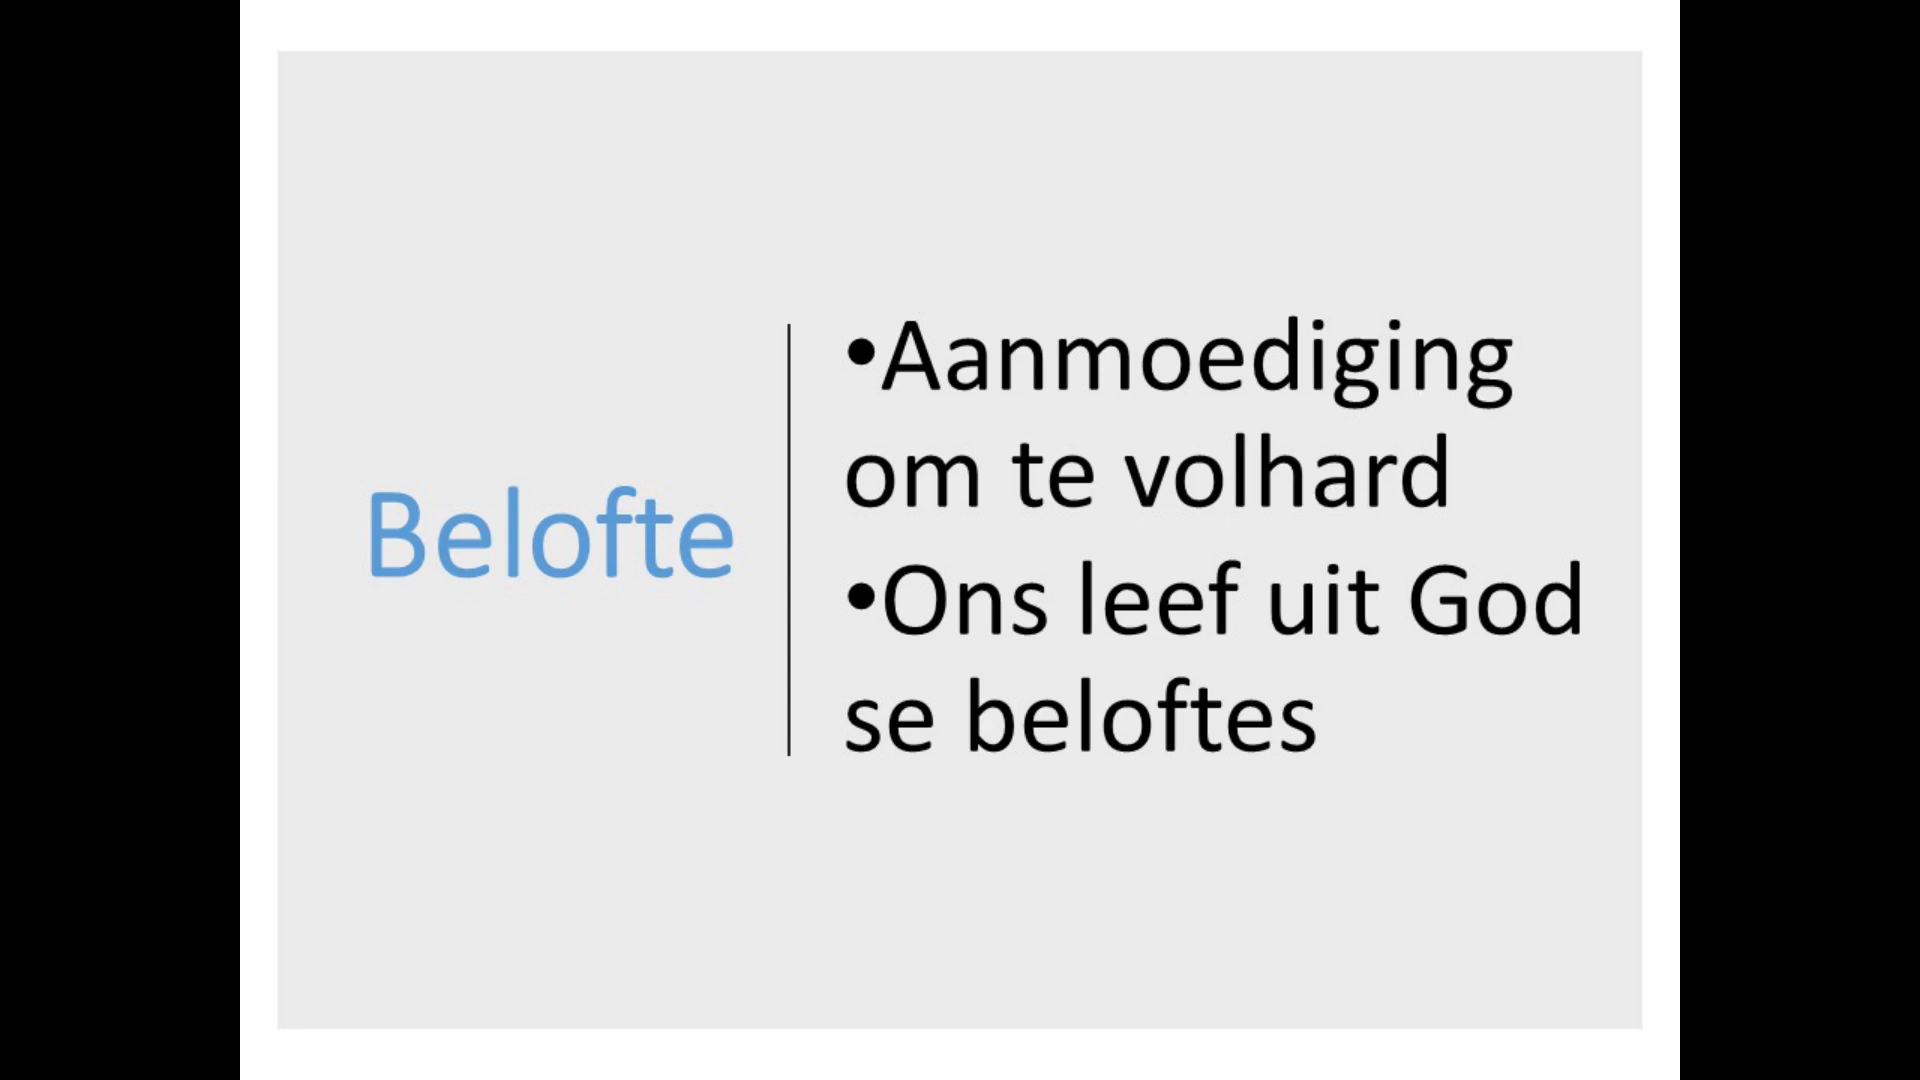 Belofte
•Aanmoediging
om te volhard
•Ons leef uit God
se beloftes